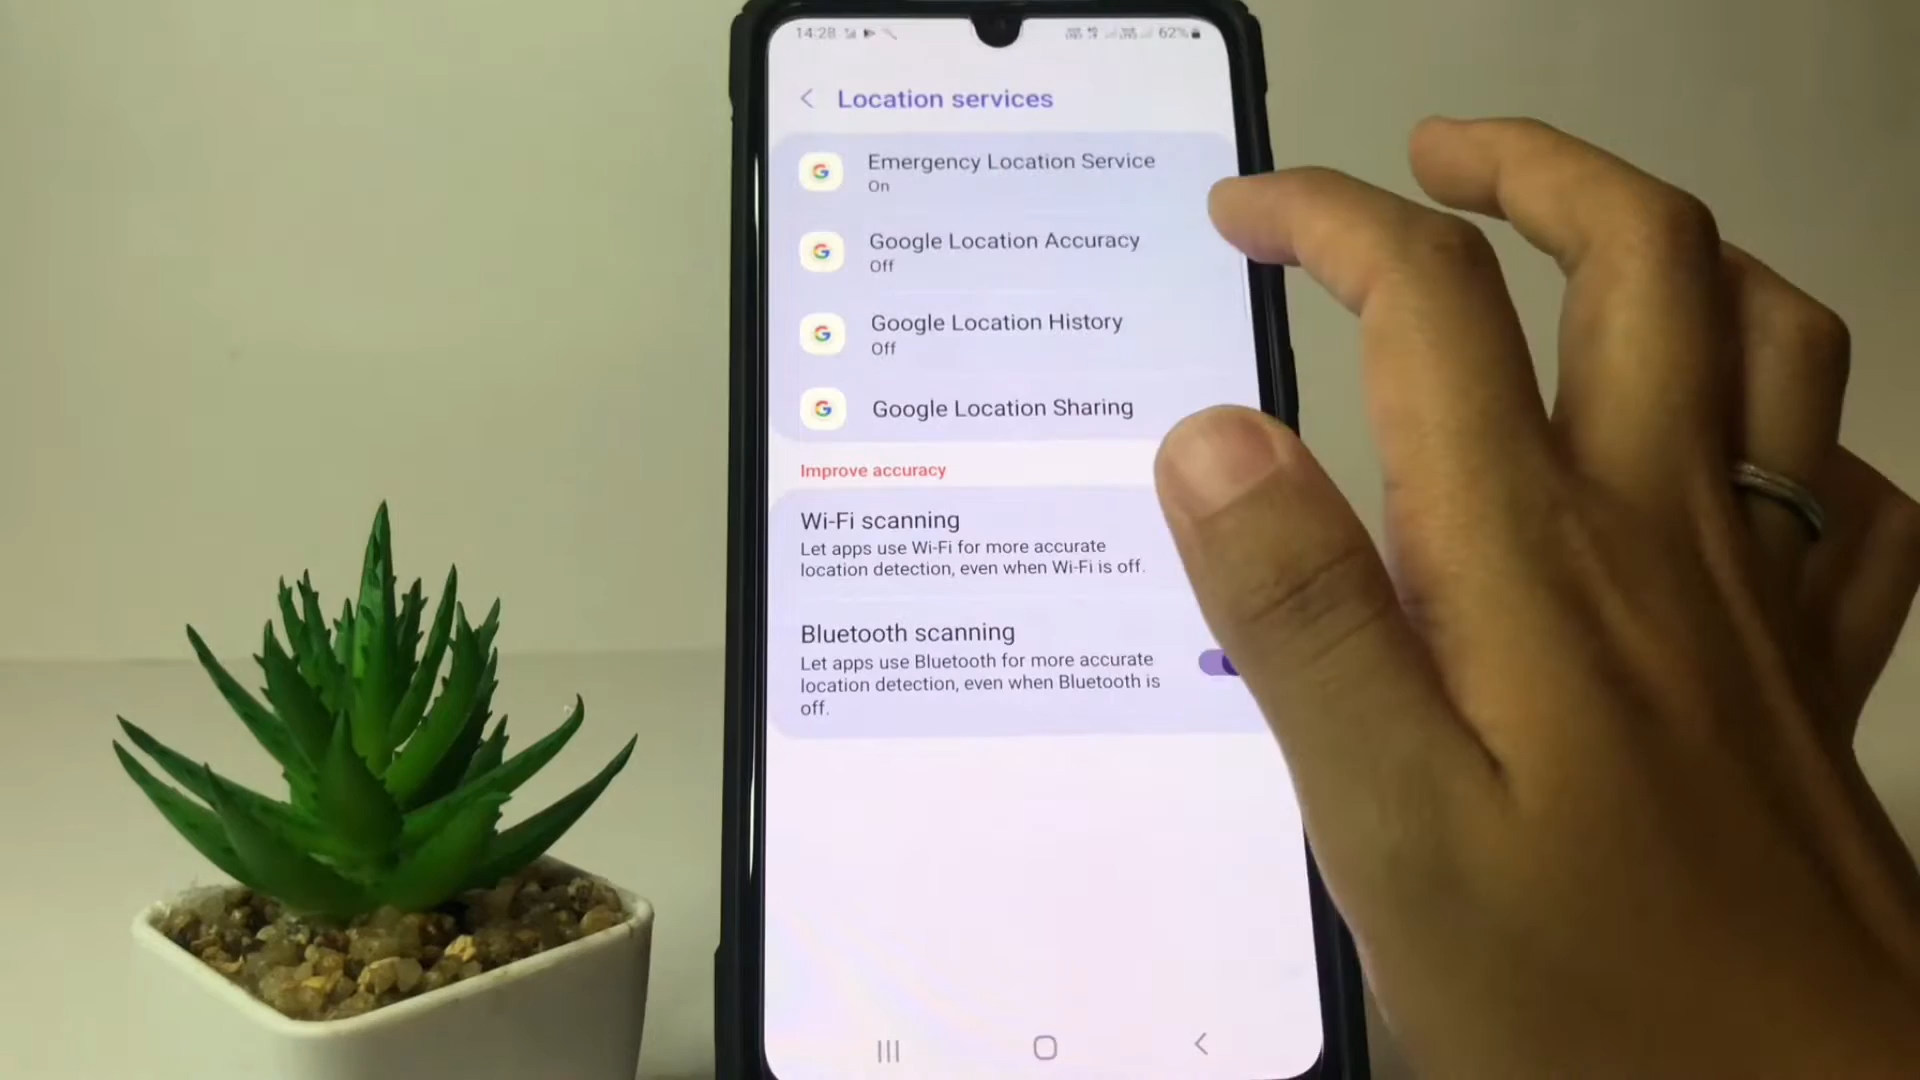 14:28
62%
Location services
Emergency Location Service
On
Google Location Accuracy
Off
Google Location History
Off
Google Location Sharing
Improve accuracy
Wi-Fi scanning
Let apps use Wi-Fi for more accurate
location detection, even when Wi-Fi is off.
Bluetooth scanning
Let apps use Bluetooth for more accurate
location detection, even when Bluetooth is
off.